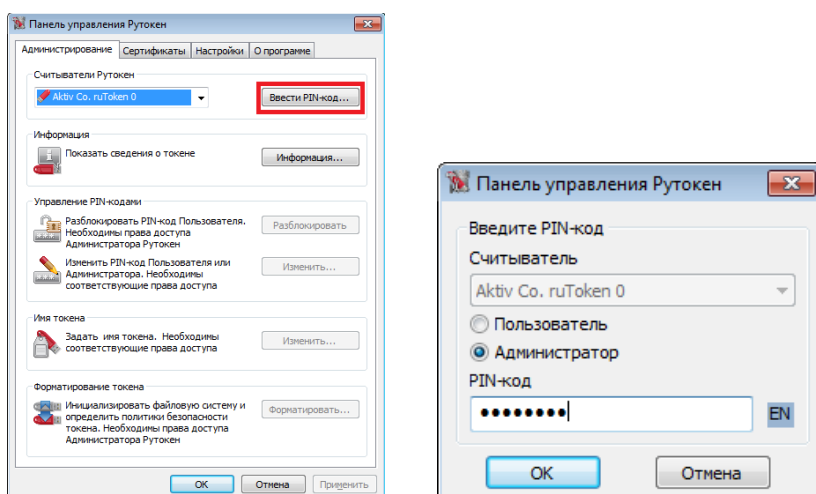 Панель управления Рутокен
Администрирование Сертификаты Настройки О программе
Считыватели Рутокен
Aktiv Co. ruToken 0
Ввести PIN-код...
Информация
Показать сведения о токене
Информация...
Управление PIN-кодами
Разблокировать PIN-код Пользователя.
Необходимы права доступа
Администратора Рутокен
Разблокировать
Изменить PIN-код Пользователя или
Администратора. Необходимы
соответствующие права доступа
Изменить...
Имя токена
Задать имя токена. Необходимы
соответствующие права доступа
Изменить...
Форматирование токена
Инициализировать файловую систему и
определить политики безопасности
токена. Необходимы права доступа
Администратора Рутокен
Форматировать...
ОК Отмена Применить
Панель управления Рутокен
Введите PIN-код
Считыватель
Aktiv Co. ruToken 0
Пользователь
Администратор
PIN-код
EN
ОК Отмена